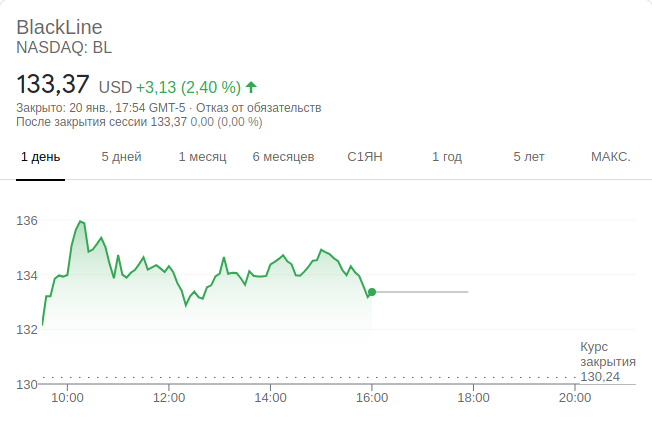 BlackLine
NASDAQ: BL
133,37 USD +3,13 (2,40 %)
Закрыто: 20 янв., 17:54 GMT-5 · Отказ от обязательств
После закрытия сессии 133,37 0,00 (0,00 %)
1 день 5 дней 1 месяц 6 месяцев С1ЯН 1 год 5 лет МАКС.
136
134
132
Курс
закрытия
130,24
130
10:00 12:00 14:00 16:00 18:00 20:00